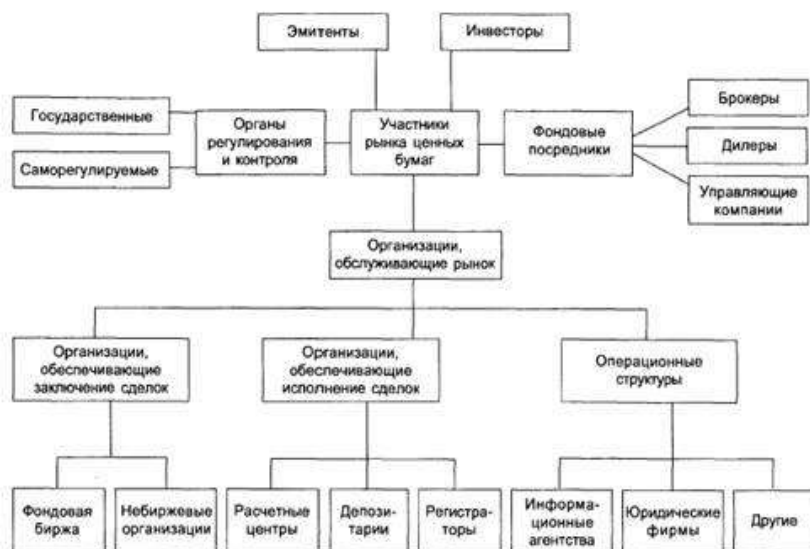 Эмитенты
Инвесторы
Государственные
Саморегулируемые
Органы
регулирования
и контроля
Участники
рынка ценных
бумаг
Фондовые
посредники
Брокеры
Дилеры
Управляющие
компании
Организации,
обслуживающие рынок
Организации,
обеспечивающие
заключение сделок
Организации,
обеспечивающие
исполнение сделок
Операционные
структуры
Фондовая
биржа
Небиржевые
организации
Расчетные
центры
Депози-
тарии
Регистра-
торы
Информа-
ционные
агентства
Юридические
фирмы
Другие